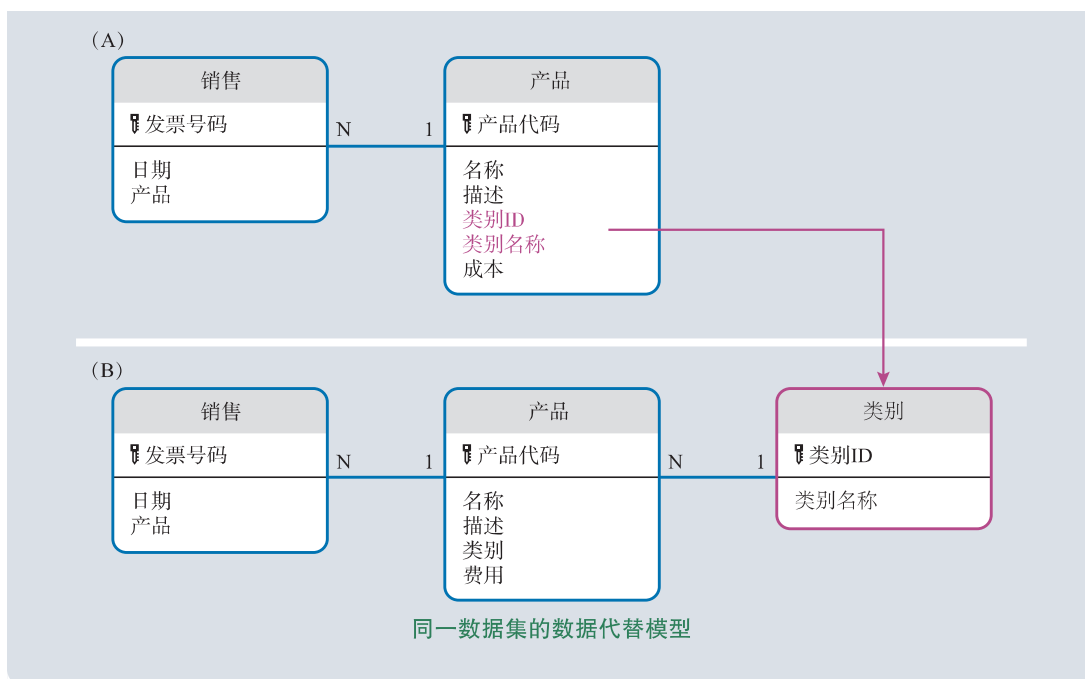 (A)
销售
发票号码
日期
产品
N 1
产品
产品代码
名称
描述
类别ID
类别名称
成本
(B)
销售
发票号码
日期
产品
N 1
产品
产品代码
名称
描述
类别
费用
N 1
类别
类别ID
类别名称
同一数据集的数据代替模型